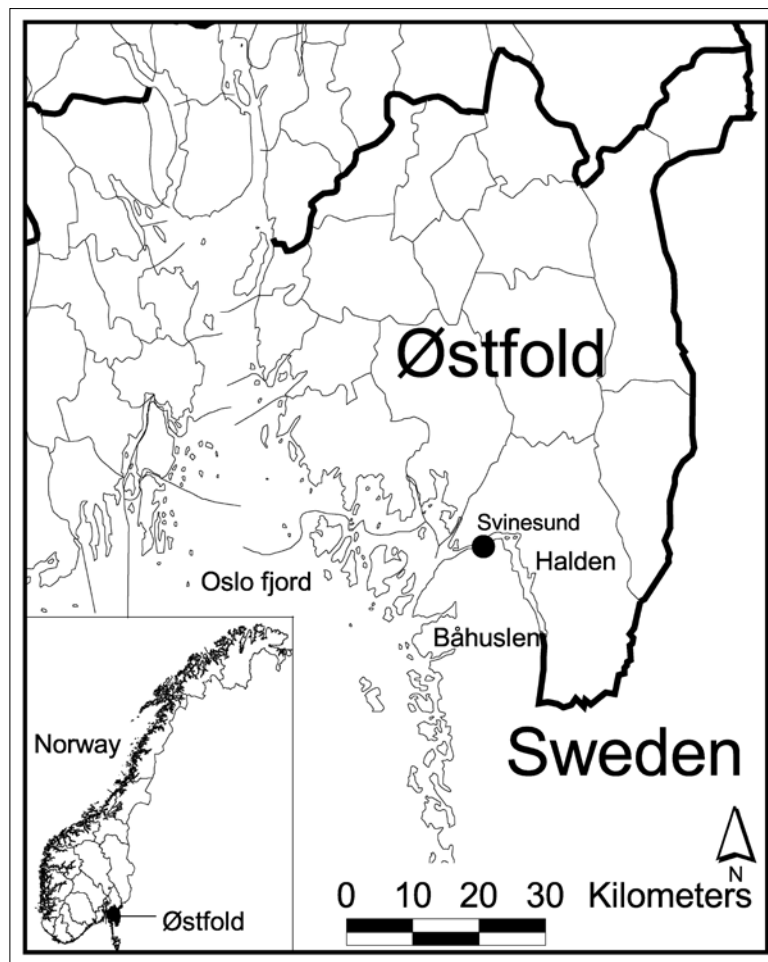 Østfold
Svinesund
Halden
Oslo fjord
Båhuslen
Norway
Sweden
N
0 10 20 30 Kilometers
Østfold